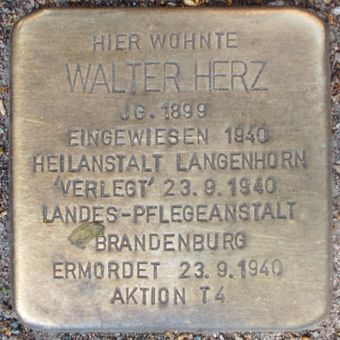 HIER WOHNTE
WALTER HERZ
JG. 1899
EINGEWIESEN 1940
HEILANSTALT LANGENHORN
'VERLEGT' 23.9.1940
LANDES-PFLEGEANSTALT
BRANDENBURG
ERMORDET 23.9.1940
AKTION T4